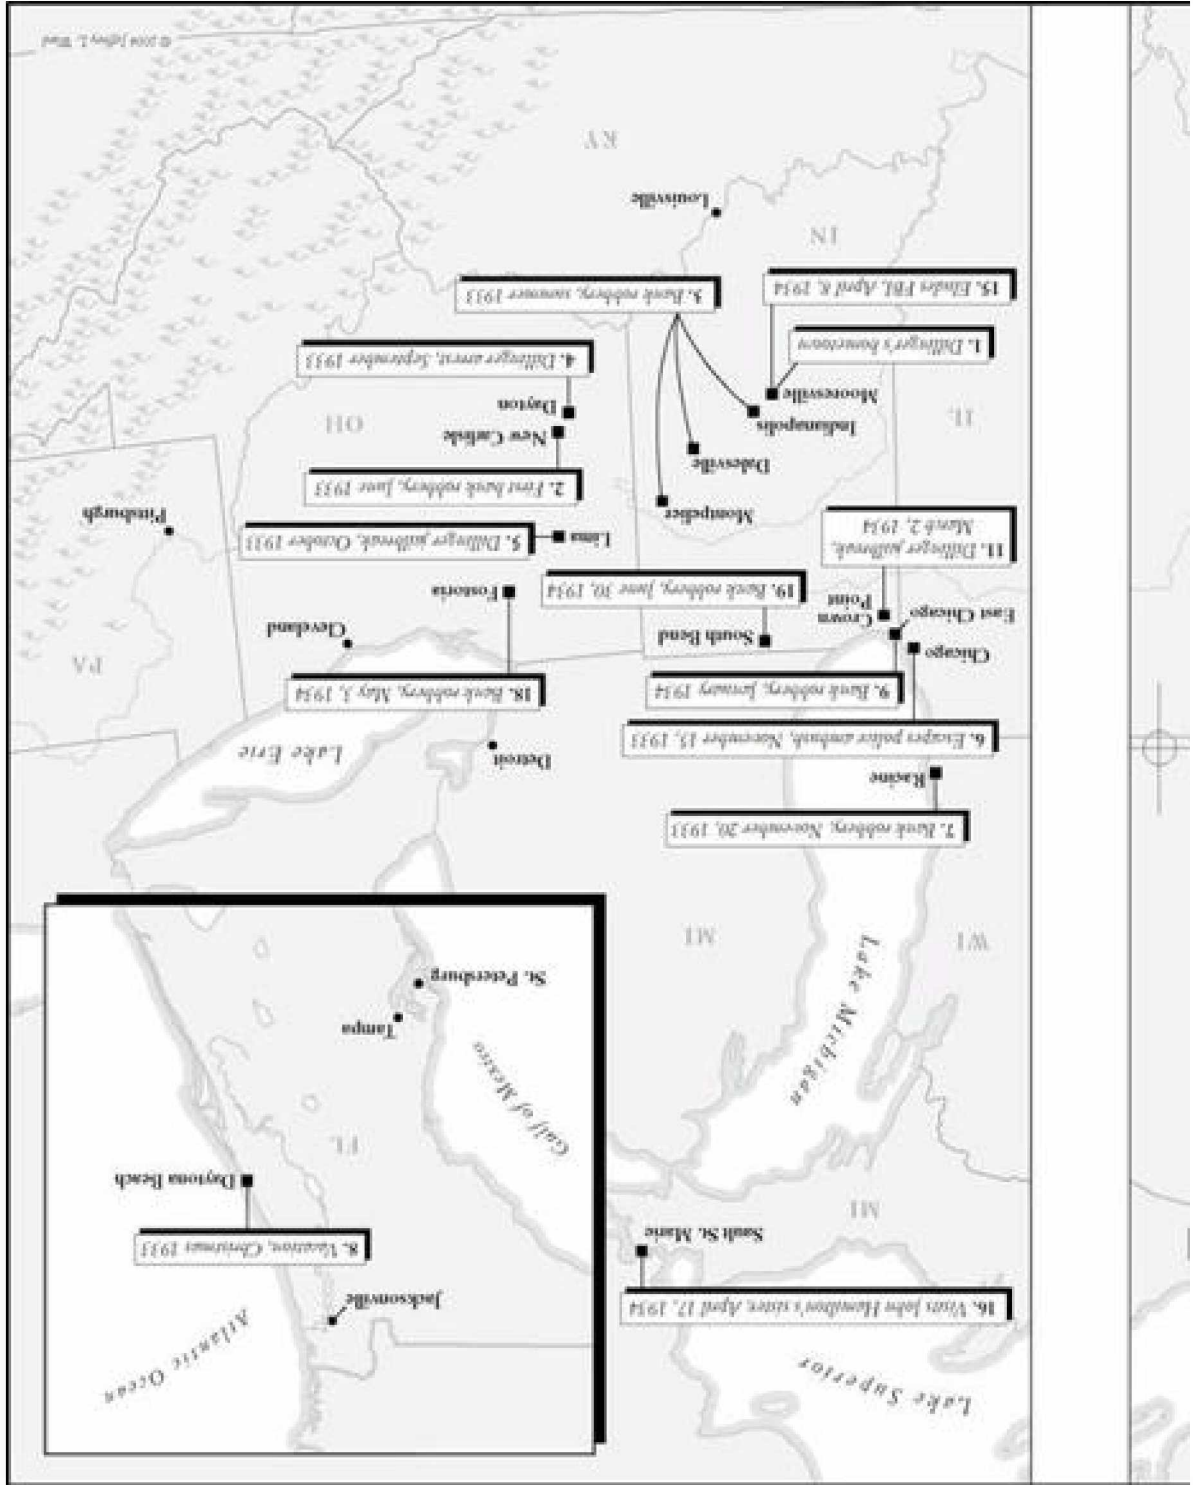 Lake Superior
16. Visits John Hamilton's sister, April 17, 1934
Sault St. Marie
MI
Lake Michigan
WI
MI
7. Bank robbery, November 20, 1933
Racine
6. Escapes police ambush, November 15, 1933
9. Bank robbery, January 1934
Chicago
East Chicago
Crown
Point
11. Dillinger jailbreak,
March 2, 1934
South Bend
19. Bank robbery, June 30, 1934
Detroit
Lake Erie
18. Bank robbery, May 3, 1934
Cleveland
Fostoria
PA
Lima
5. Dillinger jailbreak, October 1933
Pittsburgh
Montpelier
Dalesville
2. First bank robbery, June 1933
New Carlisle
Dayton
OH
4. Dillinger arrest, September 1933
IL
Indianapolis
Mooresville
1. Dillinger's hometown
15. Eludes FBI, April 8, 1934
3. Bank robbery, summer 1933
IN
Louisville
KY
© 2004 Jeffrey L. Ward
Atlantic Ocean
Jacksonville
8. Vacation, Christmas 1933
Daytona Beach
FL
Gulf of Mexico
Tampa
St. Petersburg